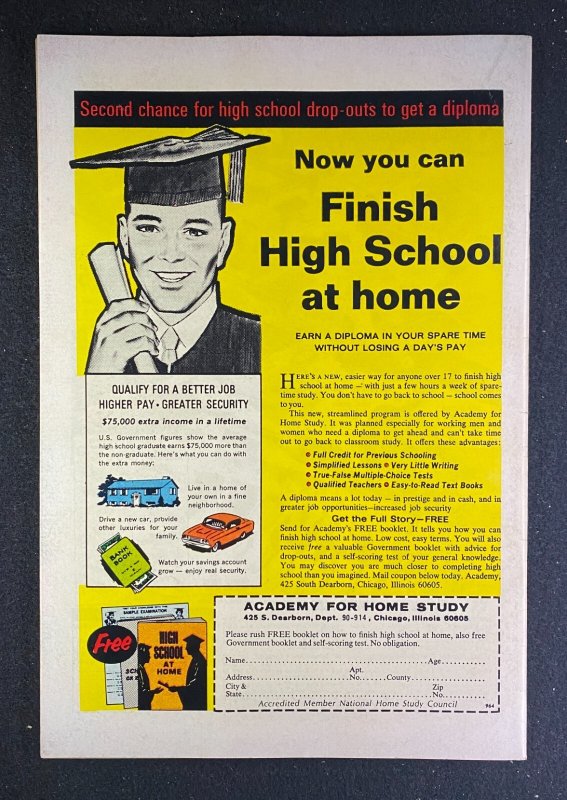 Second chance for high school drop-outs to get a diploma
Now you can
Finish
High School
at home
EARN A DIPLOMA IN YOUR SPARE TIME
WITHOUT LOSING A DAY'S PAY
HERE'S A NEW, easier way for anyone over 17 to finish high
school at home — with just a few hours a week of spare-
time study. You don't have to go back to school — school comes
to you.
This new, streamlined program is offered by Academy for
Home Study. It was planned especially for working men and
women who need a diploma to get ahead and can't take time
out to go back to classroom study. It offers these advantages:
• Full Credit for Previous Schooling
• Simplified Lessons • Very Little Writing
• True-False Multiple-Choice Tests
• Qualified Teachers • Easy-to-Read Text Books
A diploma means a lot today — in prestige and in cash, and in
greater job opportunities—increased job security
Get the Full Story—FREE
Send for Academy's FREE booklet. It tells you how you can
finish high school at home. Low cost, easy terms. You will also
receive free a valuable Government booklet with advice for
drop-outs, and a self-scoring test of your general knowledge.
You may discover you are much closer to completing high
school than you imagined. Mail coupon below today. Academy,
425 South Dearborn, Chicago, Illinois 60605.
QUALIFY FOR A BETTER JOB
HIGHER PAY • GREATER SECURITY
$75,000 extra income in a lifetime
U.S. Government figures show the average
high school graduate earns $75,000 more than
the non-graduate. Here's what you can do with
the extra money:
Live in a home of
your own in a fine
neighborhood.
Drive a new car, provide
other luxuries for your
family.
BANK
BOOK
Watch your savings account
grow — enjoy real security.
Free
SAMPLE EXAMINATION
HIGH
SCHOOL
AT
HOME
ACADEMY FOR HOME STUDY
425 S. Dearborn, Dept. 90-914, Chicago, Illinois 60605
Please rush FREE booklet on how to finish high school at home, also free
Government booklet and self-scoring test. No obligation.
Name Age
Apt.
Address No. County
City & Zip
State No.
Accredited Member National Home Study Council
964